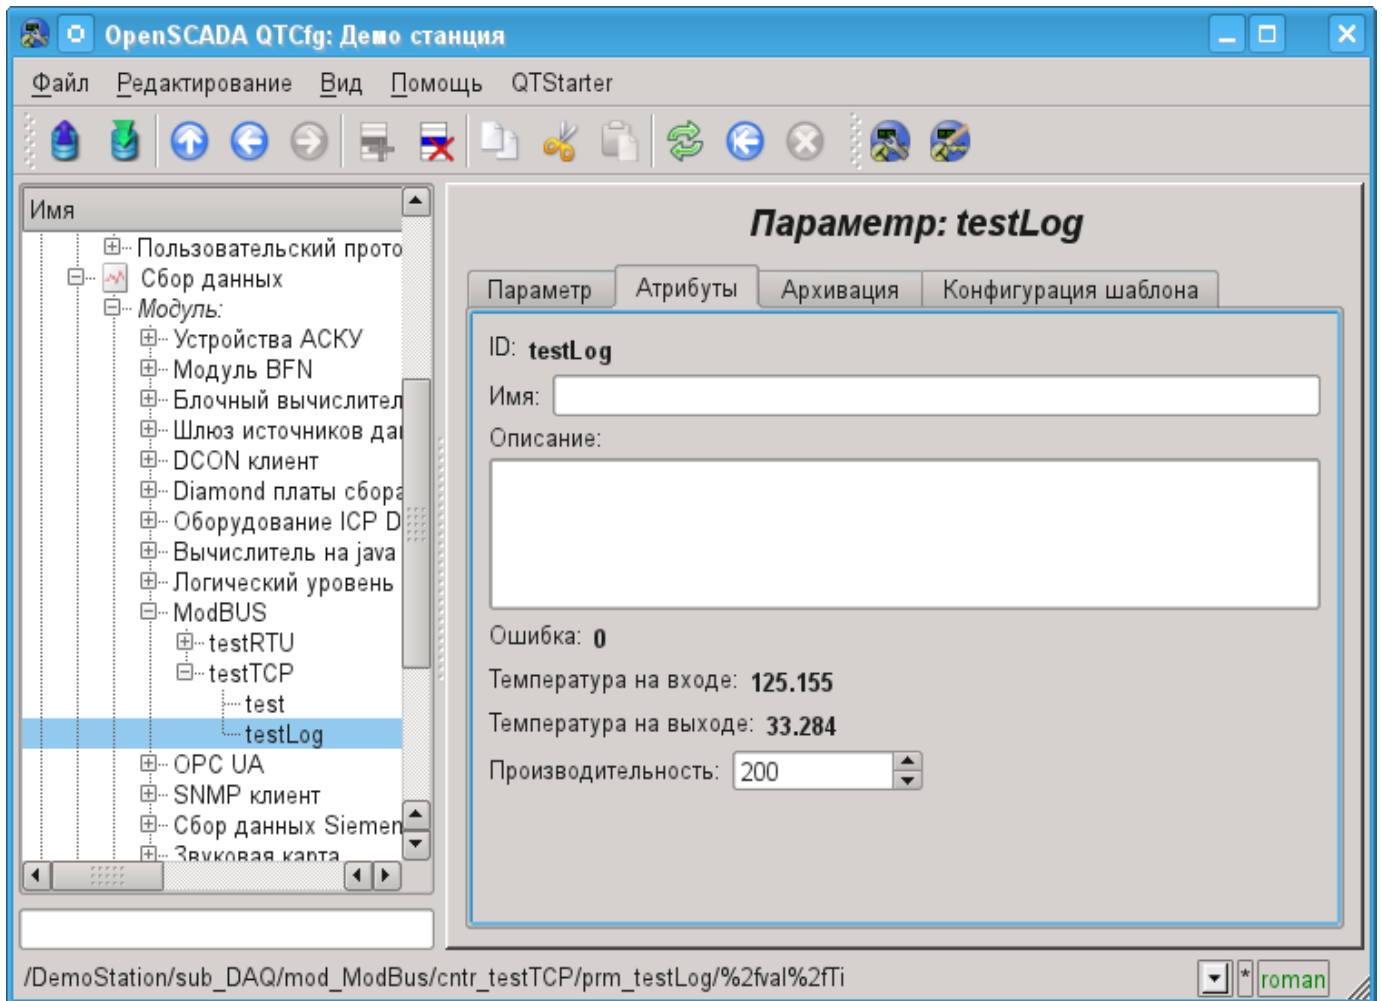 OpenSCADA QTCfg: Демо станция
Файл Редактирование Вид Помощь QTStarter
Имя
Пользовательский прото
Сбор данных
Модуль:
Устройства АСКУ
Модуль BFN
Блочный вычислител
Шлюз источников да
DCON клиент
Diamond платы сбора
Оборудование ICP D
Вычислитель на java
Логический уровень
ModBUS
testRTU
testTCP
test
testLog
OPC UA
SNMP клиент
Сбор данных Siemen
Звуковая карта
Параметр: testLog
Параметр Атрибуты Архивация Конфигурация шаблона
ID: testLog
Имя:
Описание:
Ошибка: 0
Температура на входе: 125.155
Температура на выходе: 33.284
Производительность: 200
/DemoStation/sub_DAQ/mod_ModBus/cntr_testTCP/prm_testLog/%2fval%2fTi
* roman